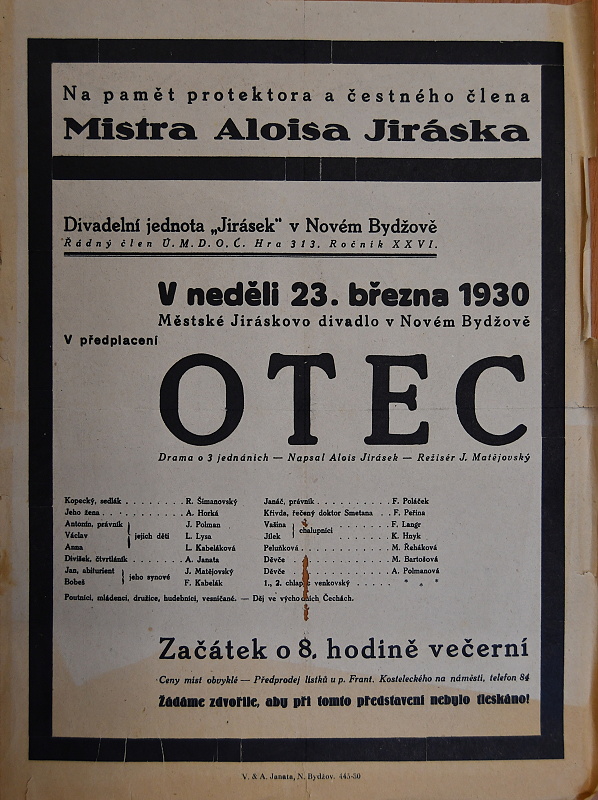 Na pamět protektora a čestného člena
Mistra Aloisa Jiráska
Divadelní jednota „Jirásek" v Novém Bydžově
Řádný člen Ú. M. D. O. Č. Hra 313. Ročník XXVI.
V neděli 23. března 1930
Městské Jiráskovo divadlo v Novém Bydžově
V předplacení
OTEC
Drama o 3 jednáních — Napsal Alois Jirásek — Režisér J. Matějovský
Kopecký, sedlák . . . . . . . . R. Šimanovský
Jeho žena . . . . . . . . . . . A. Horká
Antonín, právník J. Polman
Václav jejich děti L. Lysa
Anna L. Kabeláková
Divíšek, čtvrtláník . . . . . . . A. Janata
Jan, abiturient J. Matějovský
Bobeš jeho synové F. Kabelák
Janáč, právník . . . . . . . . . . F. Poláček
Křivda, řečený doktor Smetana . . F. Peřina
Vašina F. Langr
Jílek chalupníci K. Hnyk
Peluňková . . . . . . . . . . . M. Řeháková
Děvče . . . . . . . . . . . . M. Bartošová
Děvče . . . . . . . . . . . . A. Polmanová
1., 2. chlapec venkovský . . . . . * * *
Poutníci, mládenci, družice, hudebníci, vesničané. — Děj ve východních Čechách.
Začátek o 8. hodině večerní
Ceny míst obvyklé — Předprodej lístků u p. Frant. Kosteleckého na náměstí, telefon 84
Žádáme zdvořile, aby při tomto představení nebylo tleskáno!
V. & A. Janata, N. Bydžov. 445-30